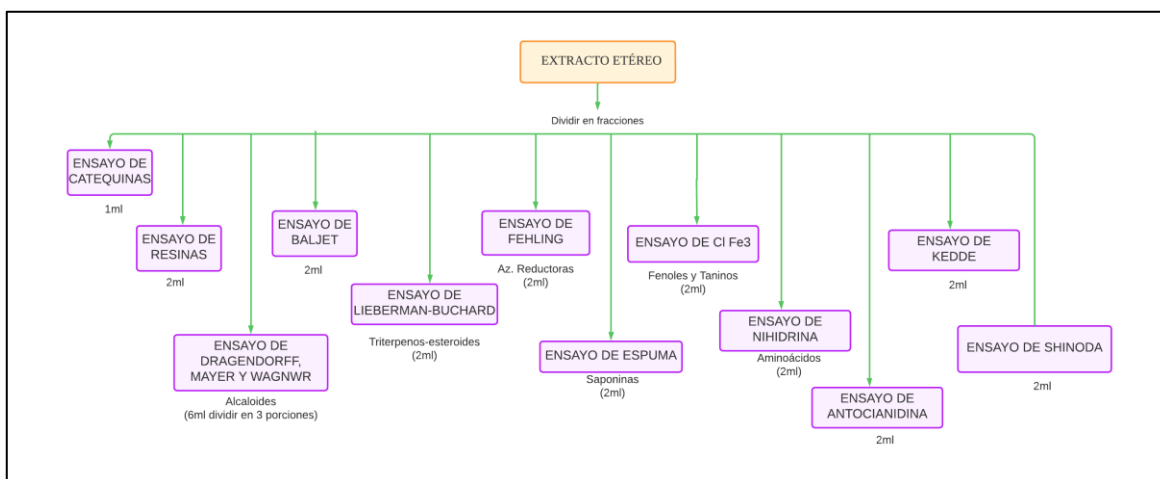 EXTRACTO ETÉREO
Dividir en fracciones
ENSAYO DE
CATEQUINAS
1ml
ENSAYO DE
RESINAS
2ml
ENSAYO DE
DRAGENDORFF,
MAYER Y WAGNWR
Alcaloides
(6ml dividir en 3 porciones)
ENSAYO DE
BALJET
2ml
ENSAYO DE
LIEBERMAN-BUCHARD
Triterpenos-esteroides
(2ml)
ENSAYO DE
FEHLING
Az. Reductoras
(2ml)
ENSAYO DE ESPUMA
Saponinas
(2ml)
ENSAYO DE Cl Fe3
Fenoles y Taninos
(2ml)
ENSAYO DE
NIHIDRINA
Aminoácidos
(2ml)
ENSAYO DE
ANTOCIANIDINA
2ml
ENSAYO DE
KEDDE
2ml
ENSAYO DE SHINODA
2ml